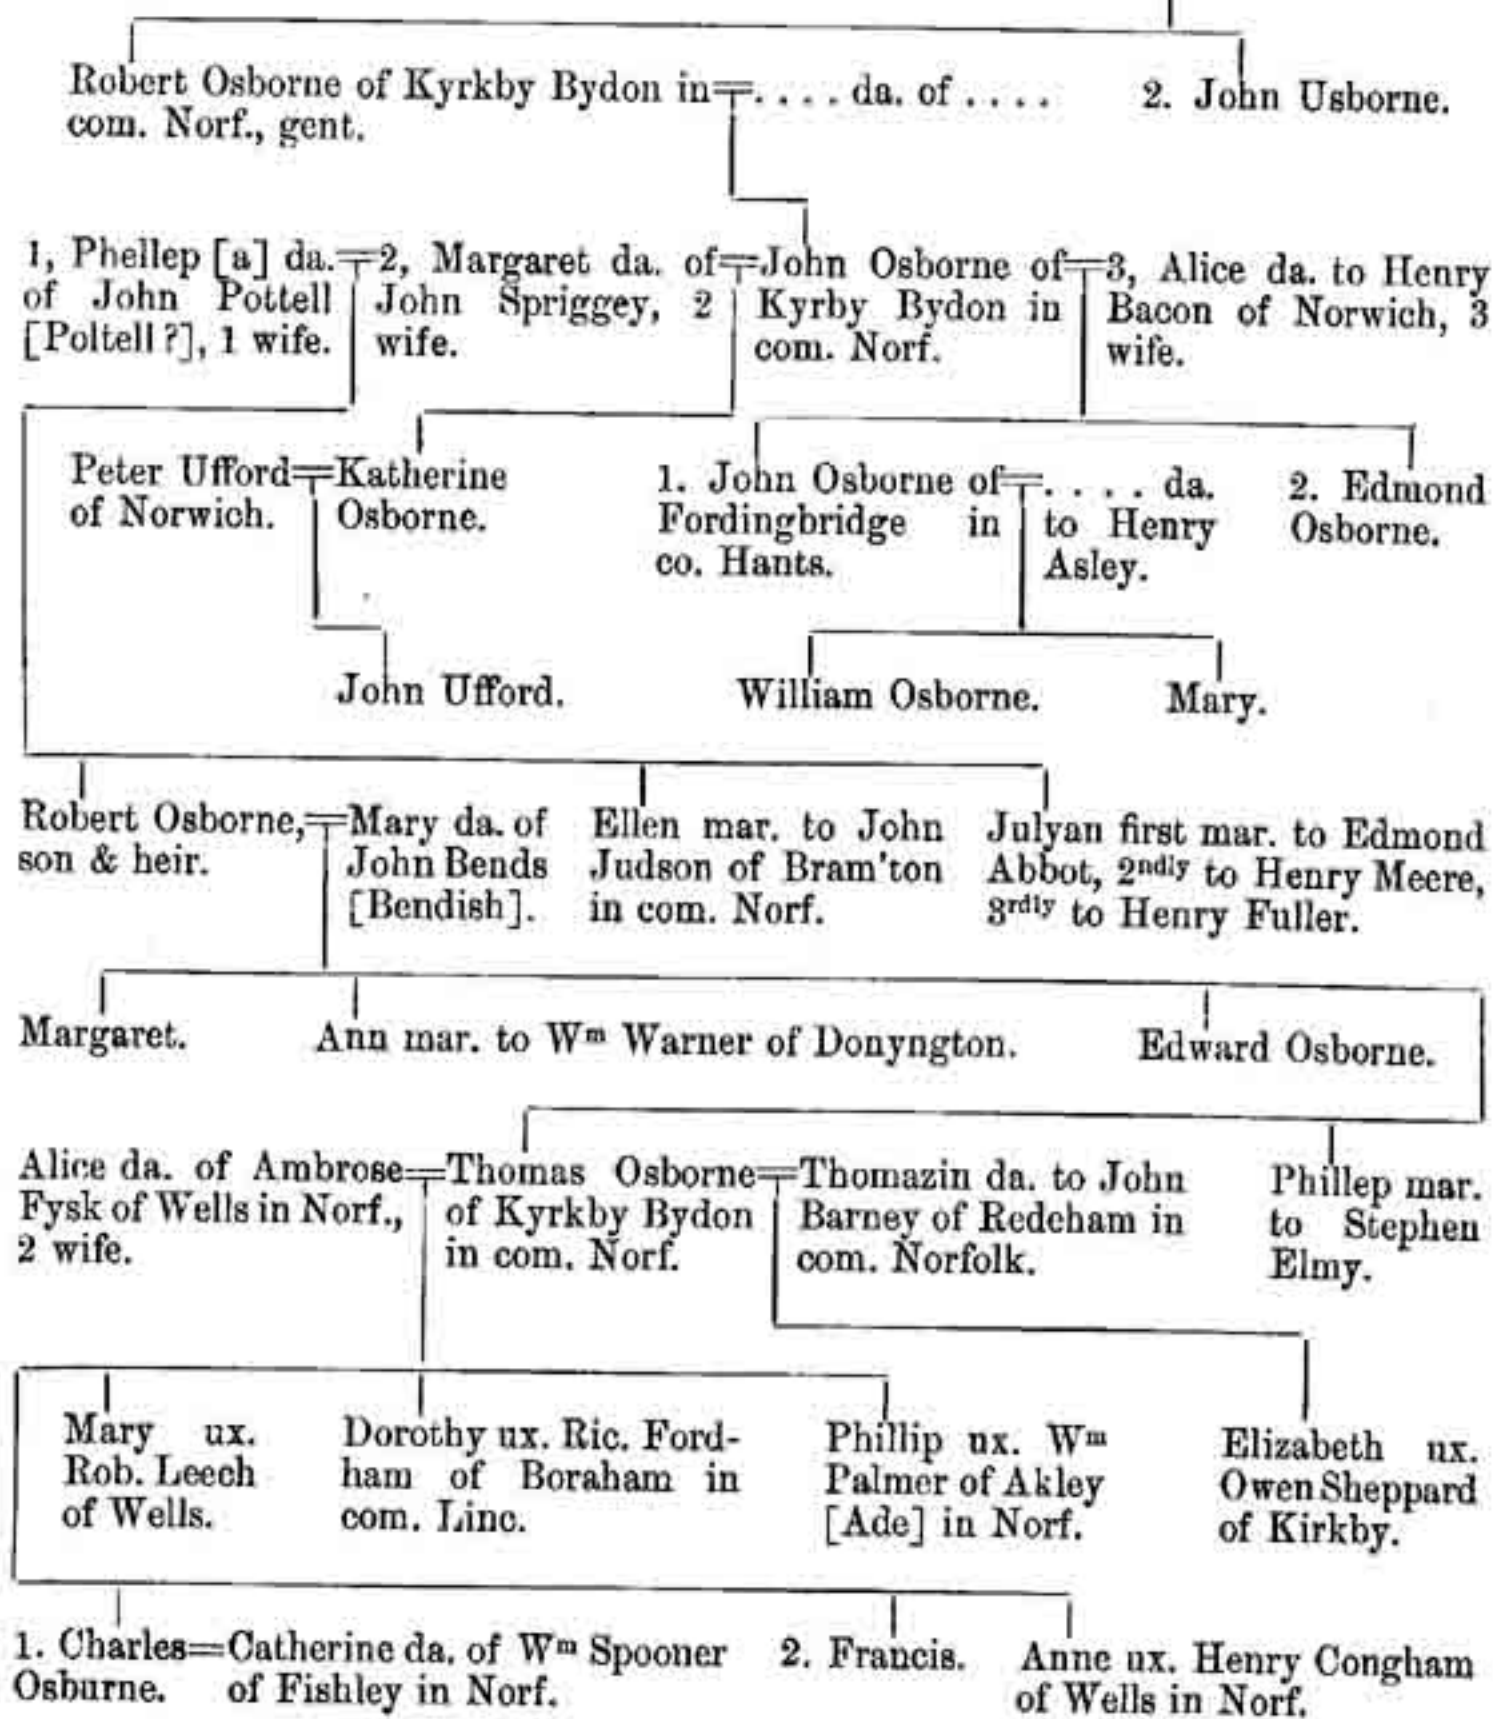 Robert Osborne of Kyrkby Bydon in
com. Norf., gent.
. . . . da. of . . . .
2. John Usborne.
1, Phellep [a] da.
of John Pottell
[Poltell ?], 1 wife.
2, Margaret da. of
John Spriggey, 2
wife.
John Osborne of
Kyrby Bydon in
com. Norf.
3, Alice da. to Henry
Bacon of Norwich, 3
wife.
Peter Ufford
of Norwich.
Katherine
Osborne.
1. John Osborne of
Fordingbridge in
co. Hants.
. . . . da.
to Henry
Asley.
2. Edmond
Osborne.
John Ufford.
William Osborne.
Mary.
Robert Osborne,
son & heir.
Mary da. of
John Bends
[Bendish].
Ellen mar. to John
Judson of Bram'ton
in com. Norf.
Julyan first mar. to Edmond
Abbot, 2ndly to Henry Meere,
3rdly to Henry Fuller.
Margaret.
Ann mar. to Wm Warner of Donyngton.
Edward Osborne.
Alice da. of Ambrose
Fysk of Wells in Norf.,
2 wife.
Thomas Osborne
of Kyrkby Bydon
in com. Norf.
Thomazin da. to John
Barney of Redeham in
com. Norfolk.
Phillep mar.
to Stephen
Elmy.
Mary ux.
Rob. Leech
of Wells.
Dorothy ux. Ric. Ford-
ham of Boraham in
com. Linc.
Phillip ux. Wm
Palmer of Akley
[Ade] in Norf.
Elizabeth ux.
Owen Sheppard
of Kirkby.
1. Charles
Osburne.
Catherine da. of Wm Spooner
of Fishley in Norf.
2. Francis.
Anne ux. Henry Congham
of Wells in Norf.